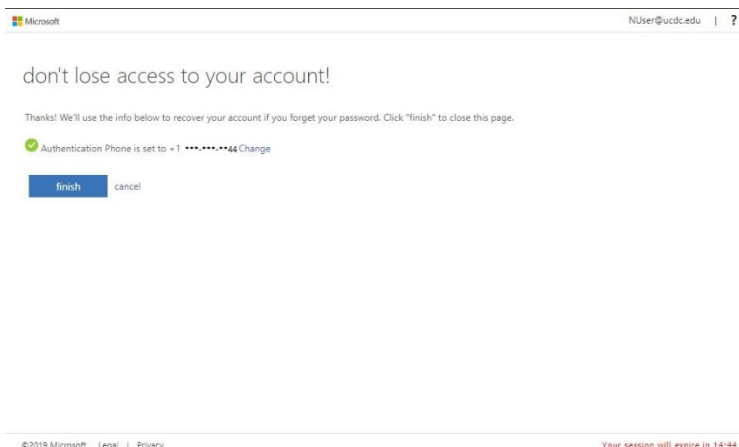 Microsoft NUser@ucdc.edu | ?
don't lose access to your account!
Thanks! We'll use the info below to recover your account if you forget your password. Click "finish" to close this page.
Authentication Phone is set to +1 •••-•••-••44 Change
finish cancel
©2019 Microsoft Legal | Privacy Your session will expire in 14:44